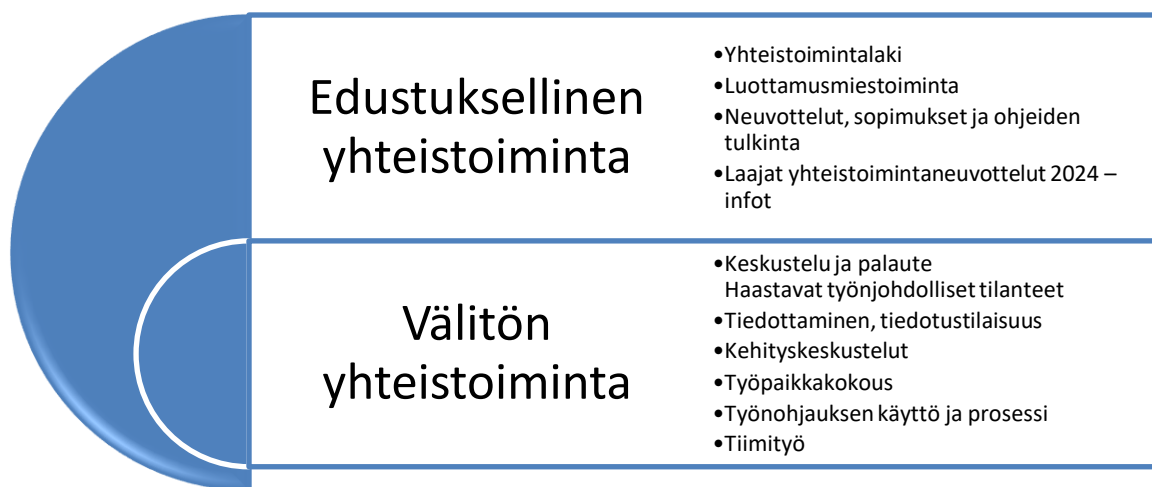 Edustuksellinen
yhteistoiminta
•Yhteistoimintalaki
•Luottamusmiestoiminta
•Neuvottelut, sopimukset ja ohjeiden
tulkinta
•Laajat yhteistoimintaneuvottelut 2024 –
infot
Välitön
yhteistoiminta
•Keskustelu ja palaute
Haastavat työnjohdolliset tilanteet
•Tiedottaminen, tiedotustilaisuus
•Kehityskeskustelut
•Työpaikkakokous
•Työnohjauksen käyttö ja prosessi
•Tiimityö